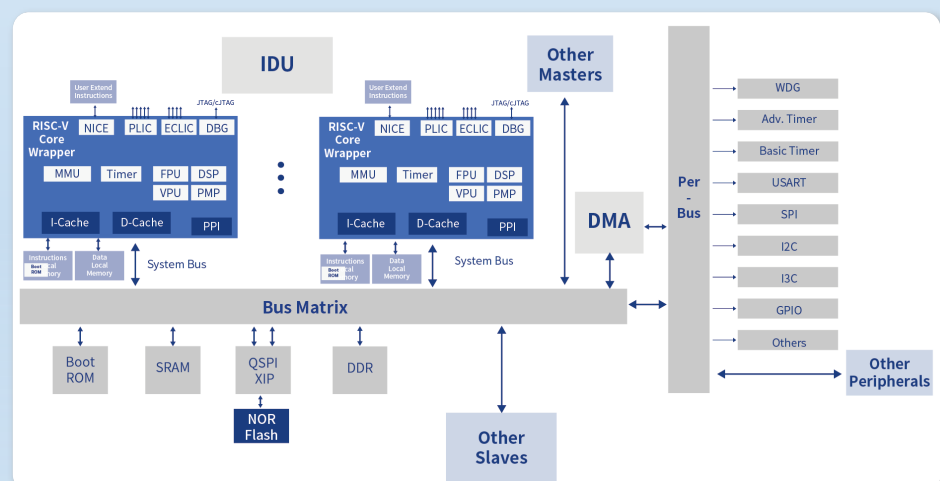 IDU
Other
Masters
User Extend
Instructions
JTAG/cJTAG
RISC-V
Core
Wrapper
NICE
PLIC
ECLIC
DBG
MMU
Timer
FPU
DSP
VPU
PMP
I-Cache
D-Cache
PPI
Instructions
Boot
ROM
Data
Local
Memory
System Bus
User Extend
Instructions
JTAG/cJTAG
RISC-V
Core
Wrapper
NICE
PLIC
ECLIC
DBG
MMU
Timer
FPU
DSP
VPU
PMP
I-Cache
D-Cache
PPI
Instructions
Boot
ROM
Data
Local
Memory
System Bus
DMA
Bus Matrix
Boot
ROM
SRAM
QSPI
XIP
DDR
NOR
Flash
Other
Slaves
Per
-
Bus
WDG
Adv. Timer
Basic Timer
USART
SPI
I2C
I3C
GPIO
Others
Other
Peripherals